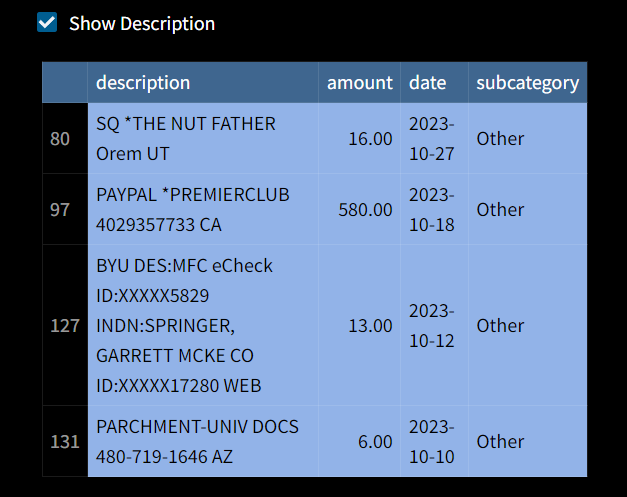 Show Description
description amount date subcategory
80 SQ *THE NUT FATHER Orem UT 16.00 2023-10-27 Other
97 PAYPAL *PREMIERCLUB 4029357733 CA 580.00 2023-10-18 Other
127 BYU DES:MFC eCheck ID:XXXXX5829 INDN:SPRINGER, GARRETT MCKE CO ID:XXXXX17280 WEB 13.00 2023-10-12 Other
131 PARCHMENT-UNIV DOCS 480-719-1646 AZ 6.00 2023-10-10 Other